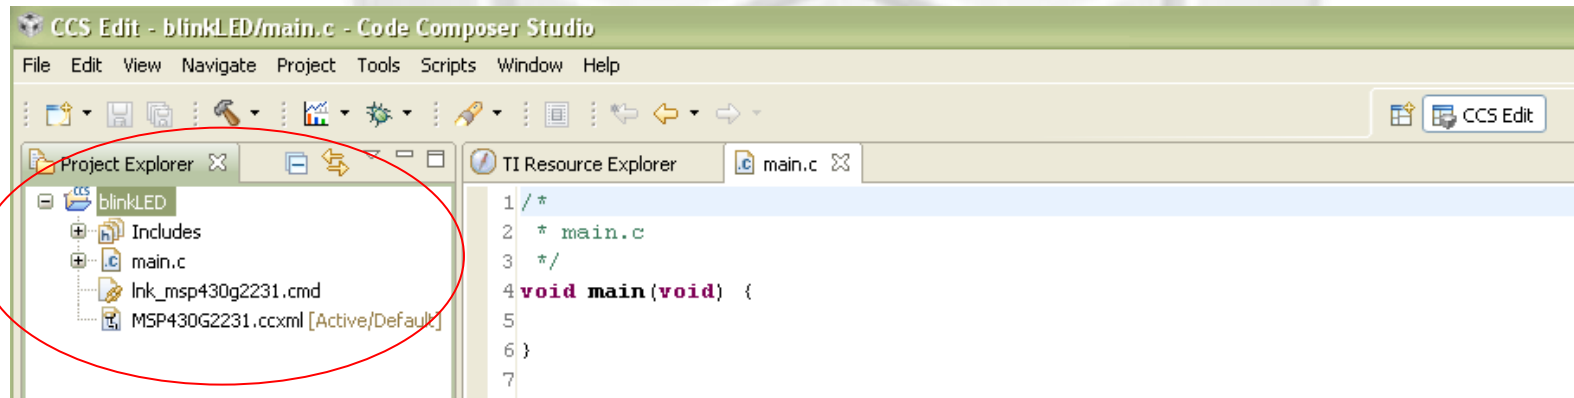 CCS Edit - blinkLED/main.c - Code Composer Studio
File Edit View Navigate Project Tools Scripts Window Help
CCS Edit
Project Explorer
TI Resource Explorer
main.c
blinkLED
Includes
main.c
lnk_msp430g2231.cmd
MSP430G2231.ccxml [Active/Default]
1 /*
2  * main.c
3  */
4 void main(void) {
5
6 }
7